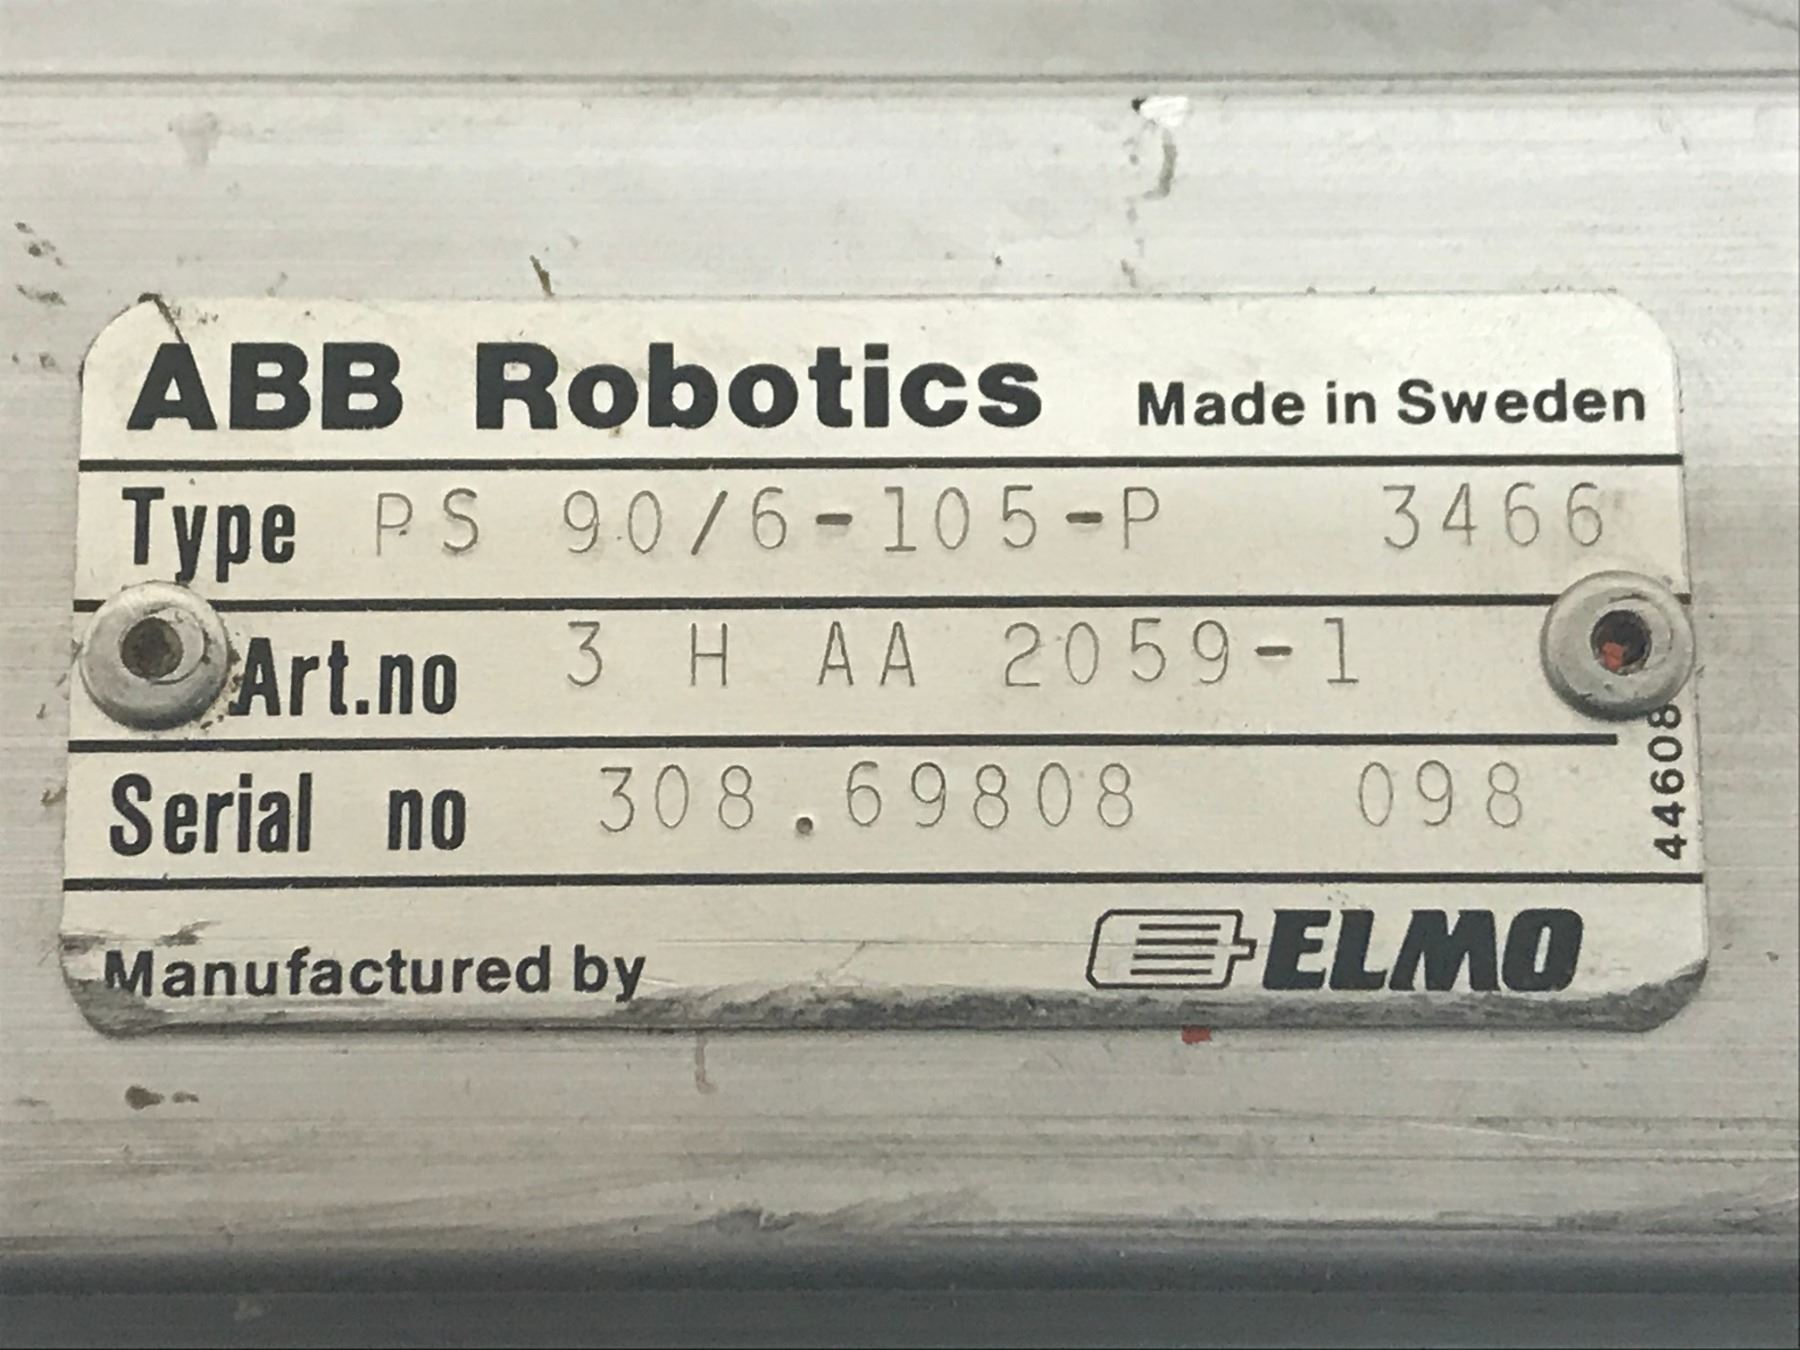 ABB Robotics Made in Sweden
Type PS 90/6-105-P 3466
Art.no 3 H AA 2059-1
Serial no 308.69808 098
44608
Manufactured by ELMO